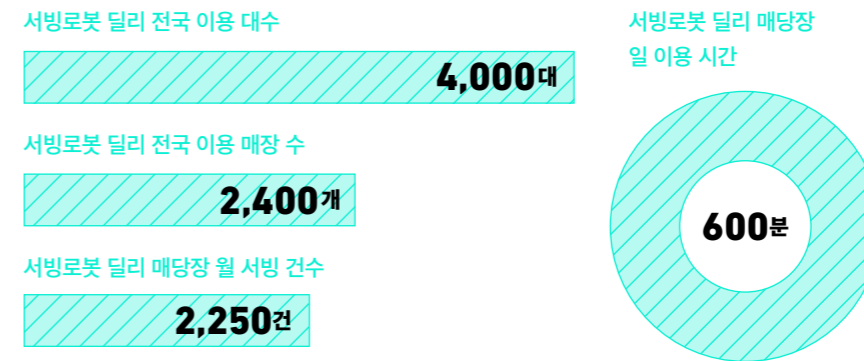 서빙로봇 딜리 전국 이용 대수
4,000대
서빙로봇 딜리 전국 이용 매장 수
2,400개
서빙로봇 딜리 매당장 월 서빙 건수
2,250건
서빙로봇 딜리 매당장
일 이용 시간
600분